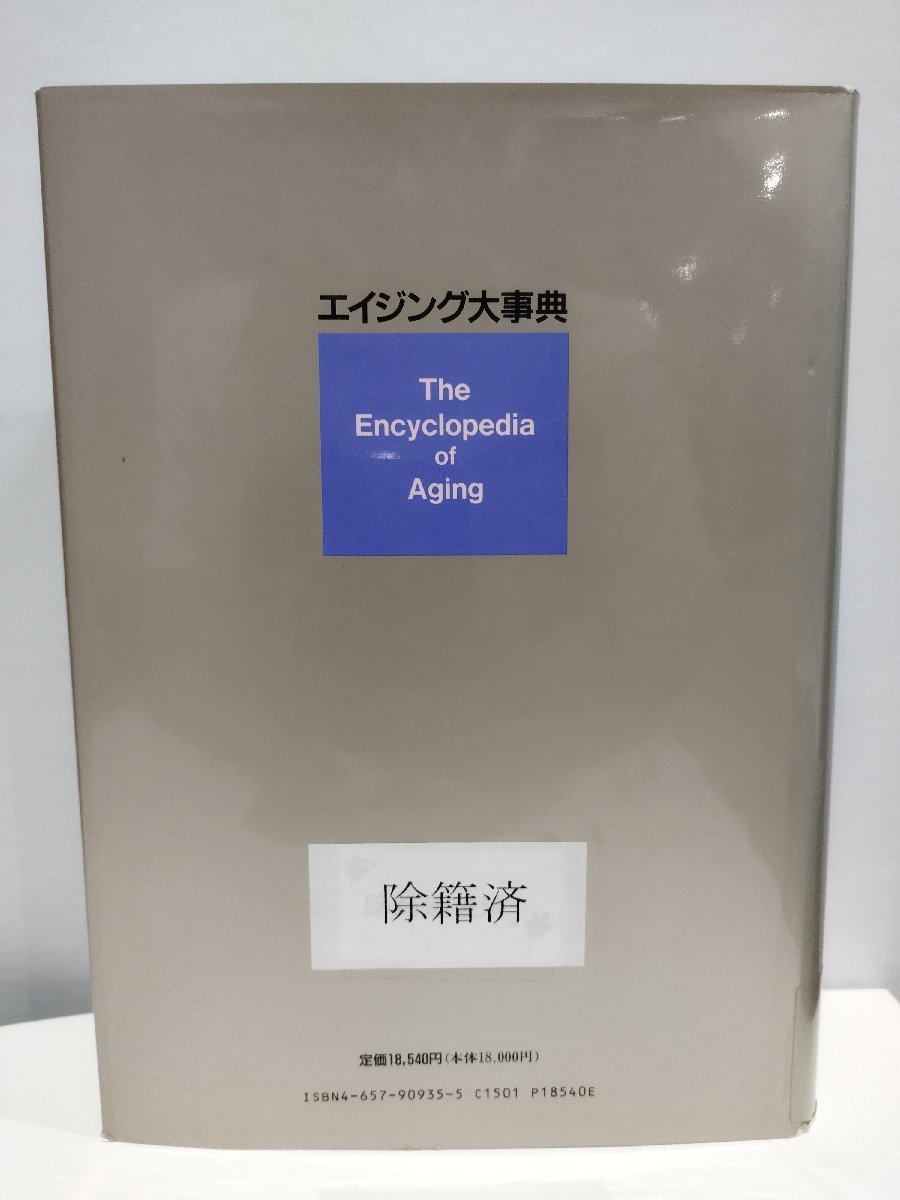 エイジング大事典
The
Encyclopedia
of
Aging
除籍済
定価18,540円(本体18,000円)
ISBN4-657-90935-5 C1501 P18540E